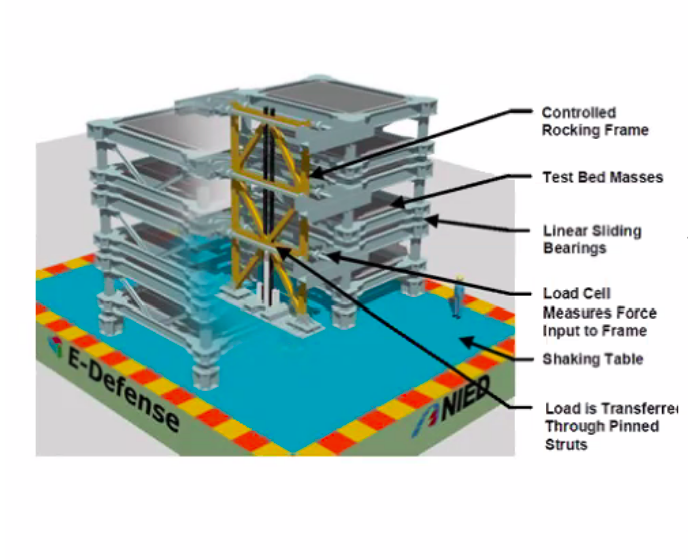 Controlled
Rocking Frame
Test Bed Masses
Linear Sliding
Bearings
Load Cell
Measures Force
Input to Frame
Shaking Table
Load is Transferre
Through Pinned
Struts
E-Defense
NIED